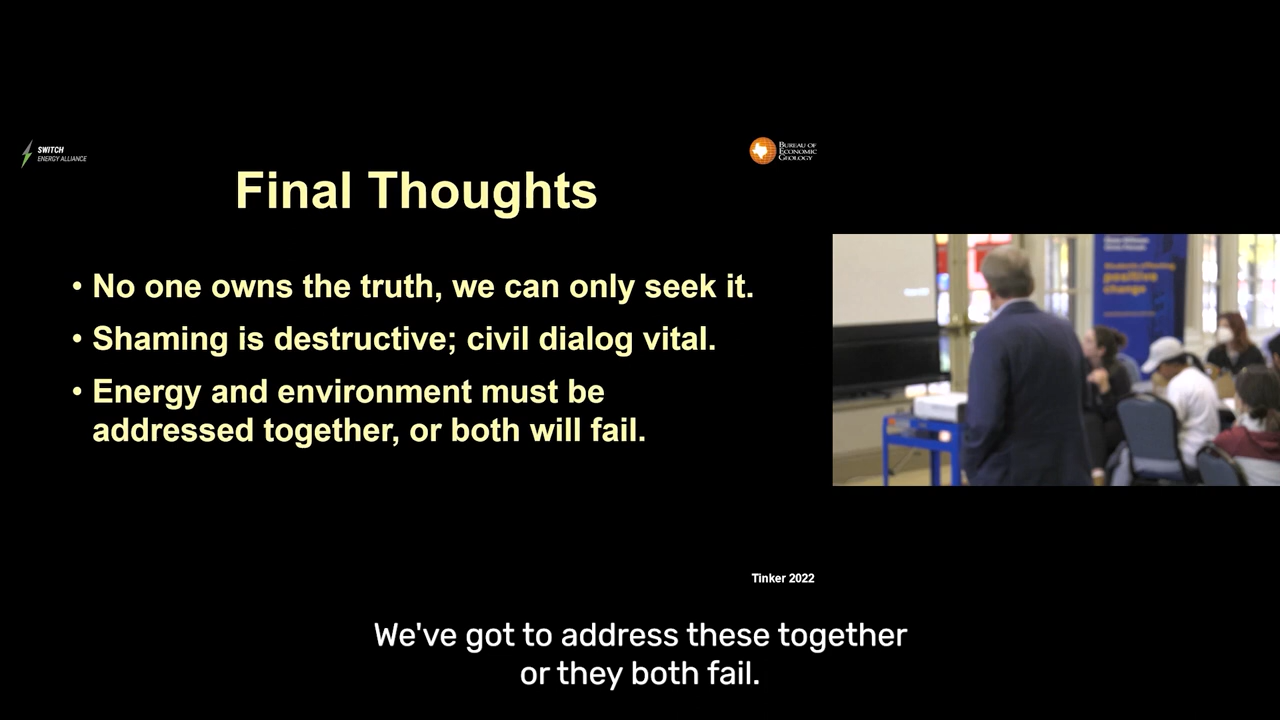 SWITCH
ENERGY ALLIANCE
BUREAU OF
ECONOMIC
GEOLOGY
Final Thoughts
• No one owns the truth, we can only seek it.
• Shaming is destructive; civil dialog vital.
• Energy and environment must be
addressed together, or both will fail.
positive
change
Tinker 2022
We've got to address these together
or they both fail.